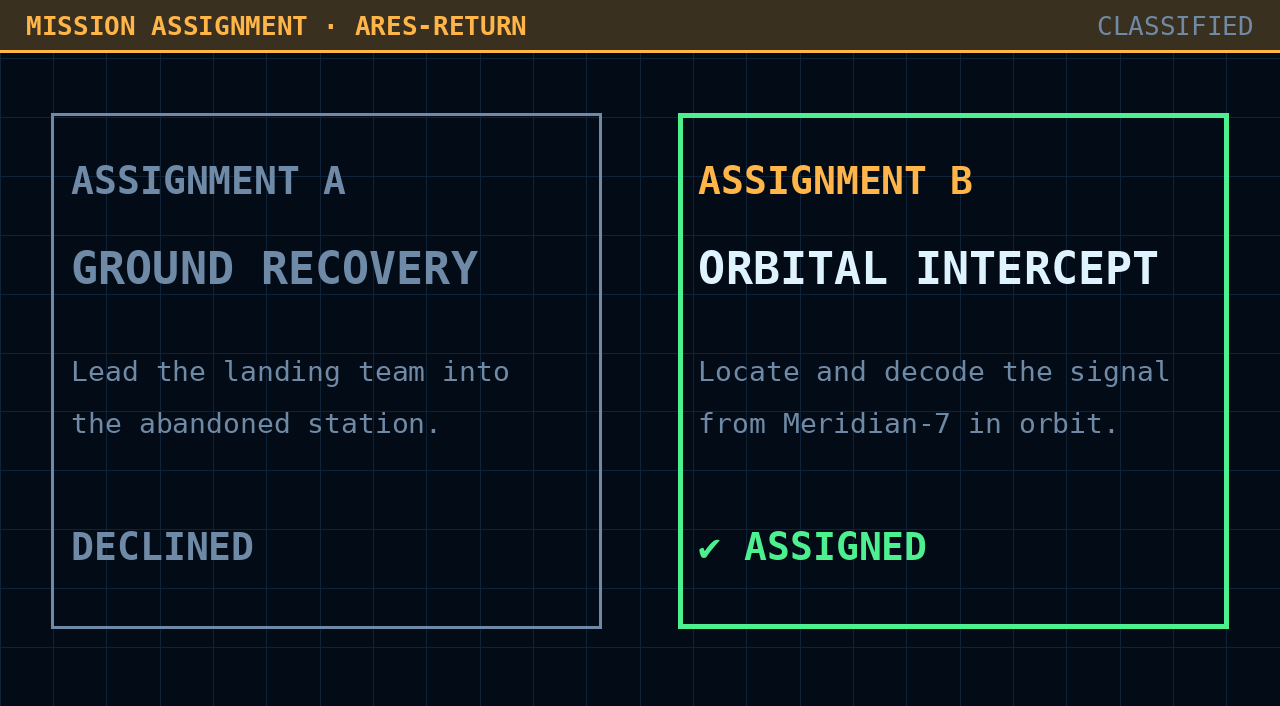 MISSION ASSIGNMENT · ARES-RETURN
CLASSIFIED
ASSIGNMENT A
GROUND RECOVERY
Lead the landing team into
the abandoned station.
DECLINED
ASSIGNMENT B
ORBITAL INTERCEPT
Locate and decode the signal
from Meridian-7 in orbit.
✔ ASSIGNED